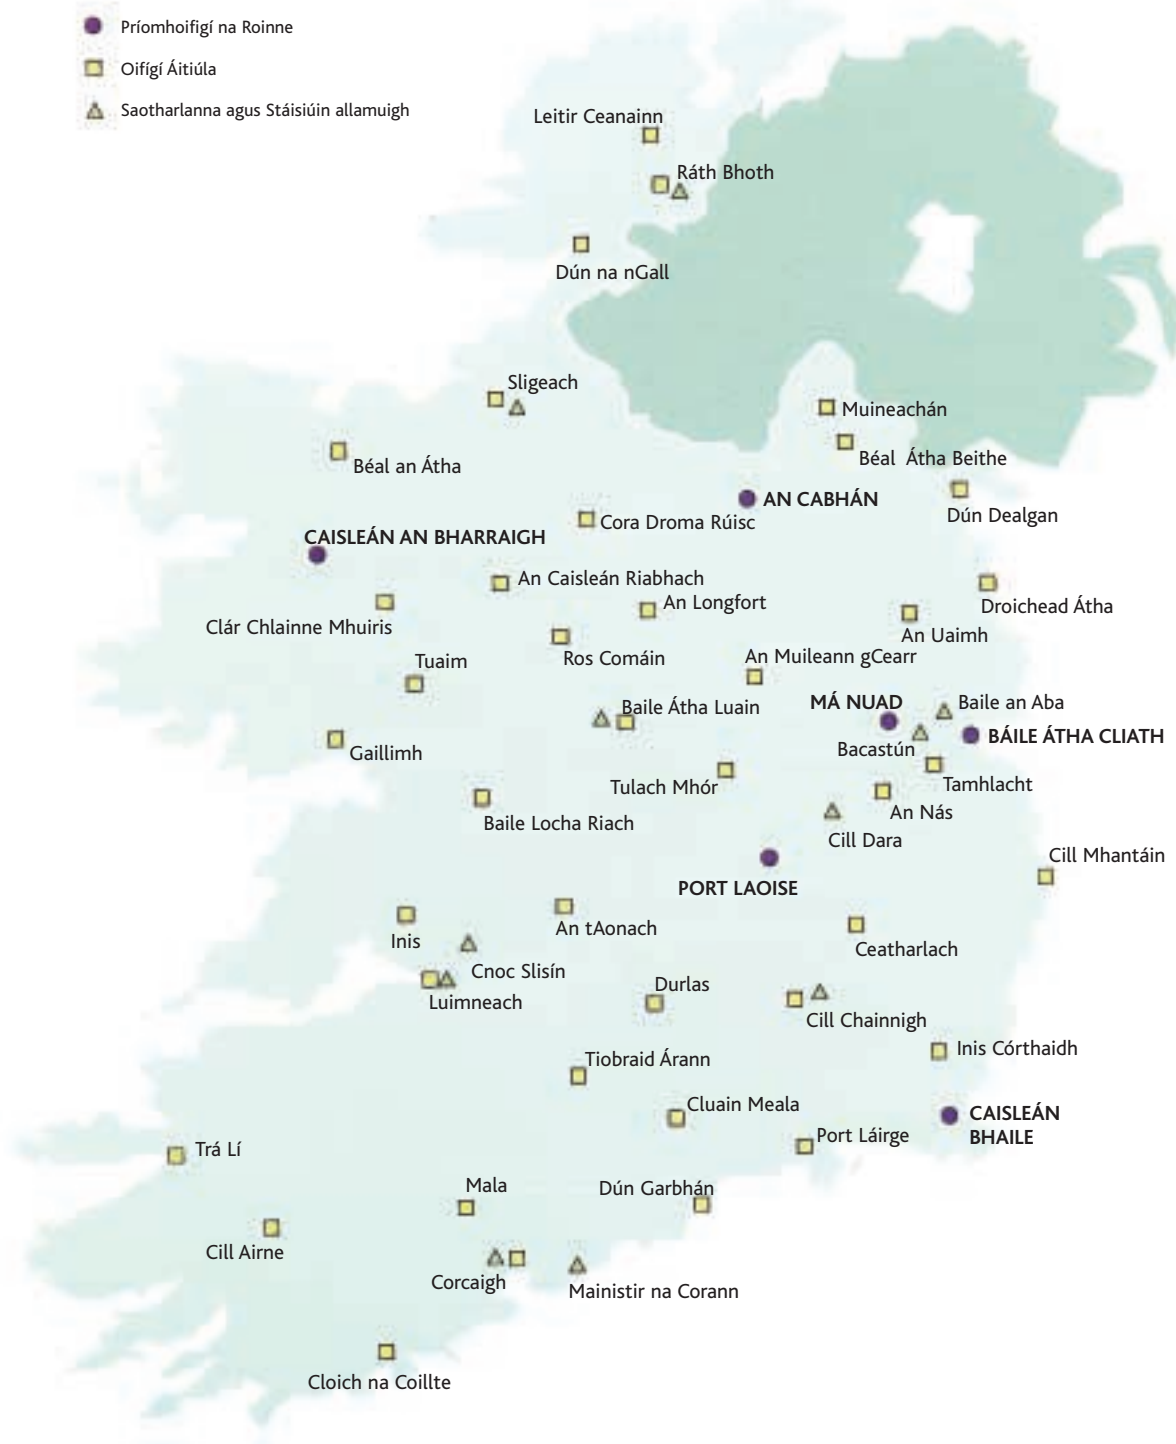 Príomhoifigí na Roinne
Oifigí Áitiúla
Saotharlanna agus Stáisiúin allamuigh
Leitir Ceanainn
Ráth Bhoth
Dún na nGall
Sligeach
Muineachán
Béal an Átha
Béal Átha Beithe
AN CABHÁN
Dún Dealgan
Cora Droma Rúisc
CAISLEÁN AN BHARRAIGH
An Caisleán Riabhach
An Longfort
Droichead Átha
Clár Chlainne Mhuiris
An Uaimh
Ros Comáin
An Muileann gCearr
Tuaim
MÁ NUAD
Baile an Aba
Baile Átha Luain
BÁILE ÁTHA CLIATH
Bacastún
Gaillimh
Tulach Mhór
Tamhlacht
An Nás
Baile Locha Riach
Cill Dara
Cill Mhantáin
PORT LAOISE
An tAonach
Inis
Ceatharlach
Cnoc Slisín
Durlas
Luimneach
Cill Chainnigh
Inis Córthaidh
Tiobraid Árann
Cluain Meala
CAISLEÁN
BHAILE
Port Láirge
Trá Lí
Mala
Dún Garbhán
Cill Airne
Corcaigh
Mainistir na Corann
Cloich na Coillte